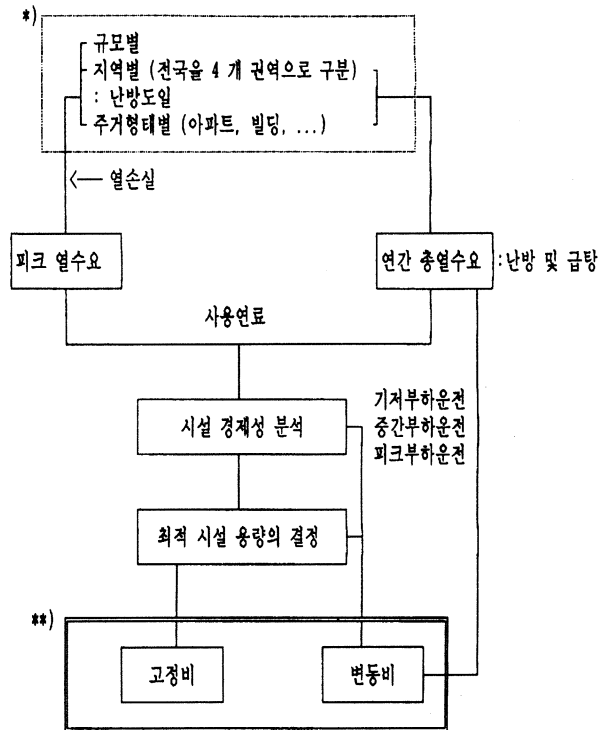 *)
규모별
지역별 (전국을 4 개 권역으로 구분)
: 난방도일
주거형태별 (아파트, 빌딩, ...)
<— 열손실
피크 열수요
연간 총열수요 :난방 및 급탕
사용연료
기저부하운전
중간부하운전
피크부하운전
시설 경제성 분석
최적 시설 용량의 결정
**)
고정비
변동비